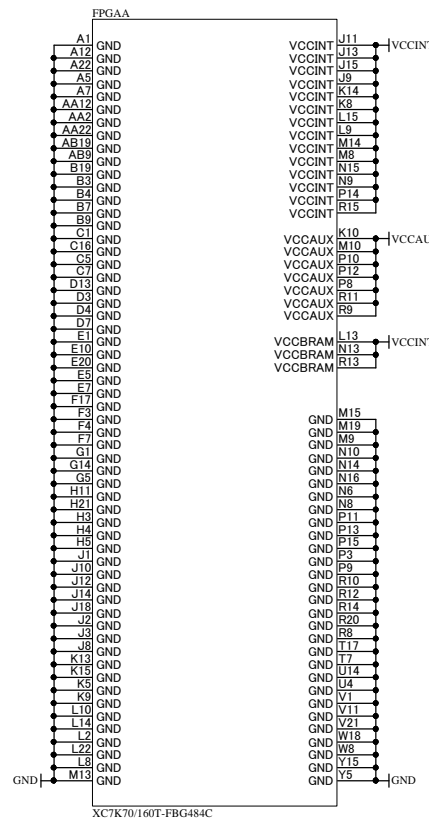 FPGAA
A1 GND VCCINT J11 VCCINT
A12 GND VCCINT J13
A22 GND VCCINT J15
A5 GND VCCINT J9
A7 GND VCCINT K14
AA12 GND VCCINT K8
AA2 GND VCCINT L15
AA22 GND VCCINT L9
AB19 GND VCCINT M14
AB9 GND VCCINT M8
B19 GND VCCINT N15
B3 GND VCCINT N9
B4 GND VCCINT P14
B7 GND VCCINT R15
B9 GND
C1 GND VCCAUX K10 VCCAU
C16 GND VCCAUX M10
C5 GND VCCAUX P10
C7 GND VCCAUX P12
D13 GND VCCAUX P8
D3 GND VCCAUX R11
D4 GND VCCAUX R9
D7 GND
E1 GND VCCBRAM L13 VCCINT
E10 GND VCCBRAM N13
E20 GND VCCBRAM R13
E5 GND
E7 GND
F17 GND
F3 GND GND M15
F4 GND GND M19
F7 GND GND M9
G1 GND GND N10
G14 GND GND N14
G5 GND GND N16
H11 GND GND N6
H21 GND GND N8
H3 GND GND P11
H4 GND GND P13
H5 GND GND P15
J1 GND GND P3
J10 GND GND P9
J12 GND GND R10
J14 GND GND R12
J18 GND GND R14
J2 GND GND R20
J3 GND GND R8
J8 GND GND T17
K13 GND GND T7
K15 GND GND U14
K5 GND GND U4
K9 GND GND V1
L10 GND GND V11
L14 GND GND V21
L2 GND GND W18
L22 GND GND W8
L8 GND GND Y15
GND M13 GND GND Y5 GND
XC7K70/160T-FBG484C